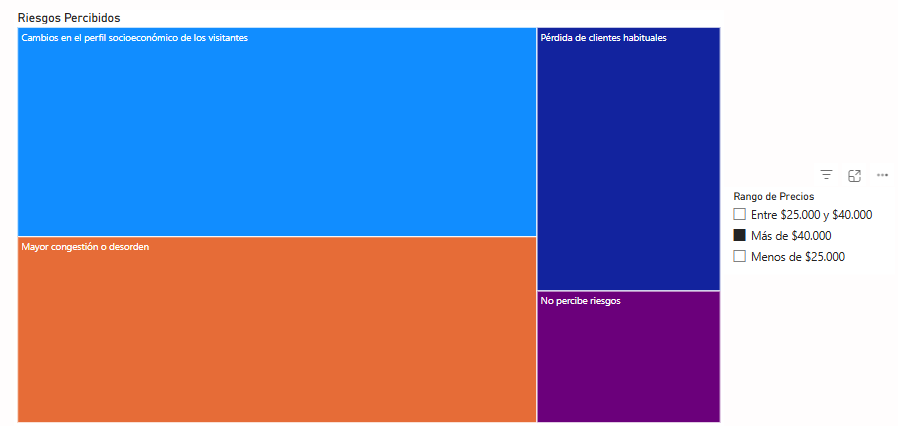 Riesgos Percibidos
Cambios en el perfil socioeconómico de los visitantes
Pérdida de clientes habituales
Mayor congestión o desorden
No percibe riesgos
Rango de Precios
Entre $25.000 y $40.000
Más de $40.000
Menos de $25.000